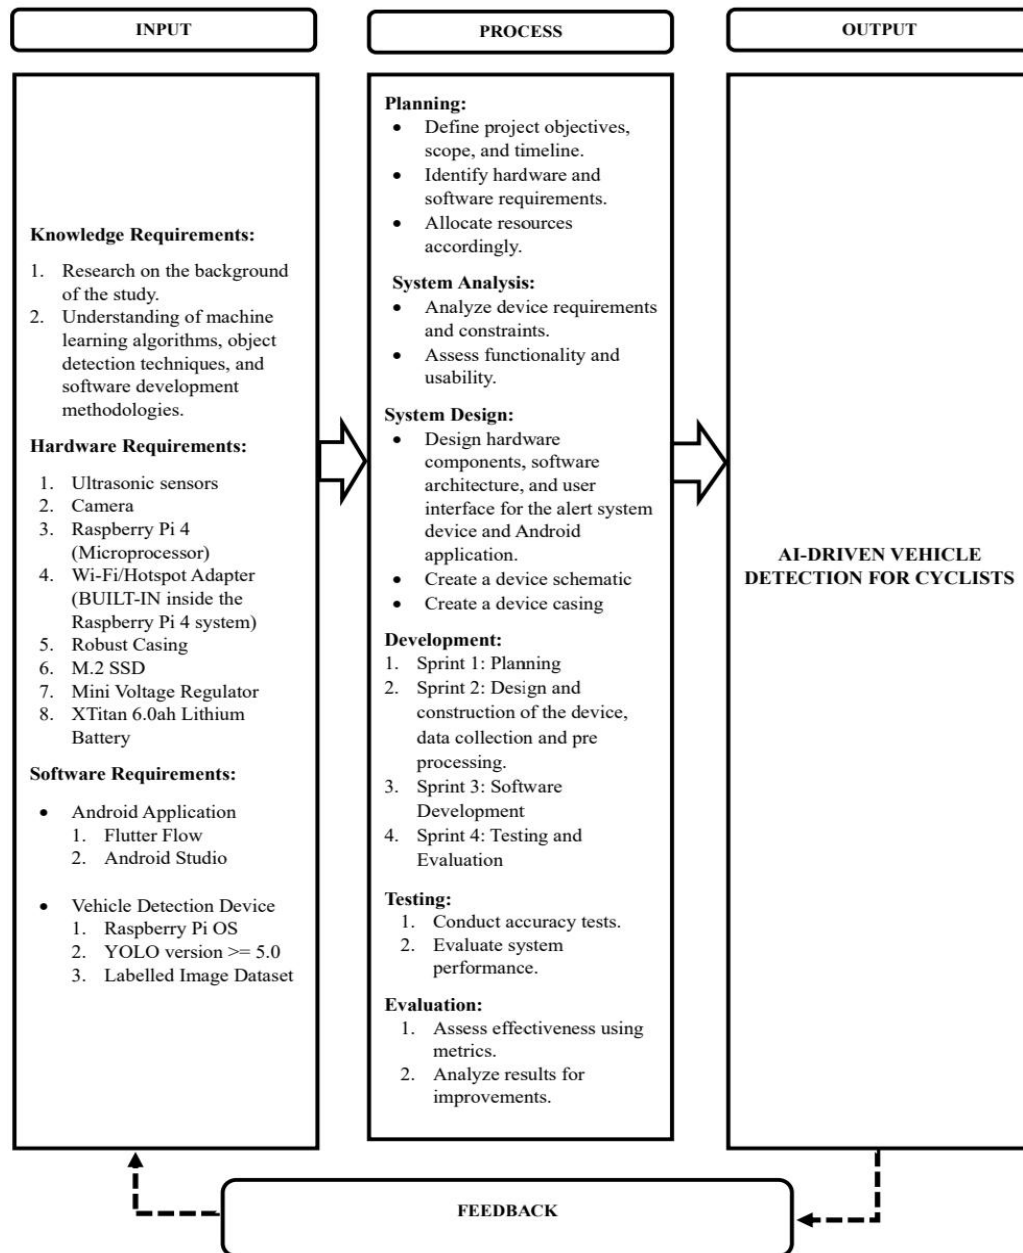 INPUT
PROCESS
OUTPUT
Knowledge Requirements:
1. Research on the background
of the study.
2. Understanding of machine
learning algorithms, object
detection techniques, and
software development
methodologies.
Hardware Requirements:
1. Ultrasonic sensors
2. Camera
3. Raspberry Pi 4
(Microprocessor)
4. Wi-Fi/Hotspot Adapter
(BUILT-IN inside the
Raspberry Pi 4 system)
5. Robust Casing
6. M.2 SSD
7. Mini Voltage Regulator
8. XTitan 6.0ah Lithium
Battery
Software Requirements:
• Android Application
1. Flutter Flow
2. Android Studio
• Vehicle Detection Device
1. Raspberry Pi OS
2. YOLO version >= 5.0
3. Labelled Image Dataset
Planning:
• Define project objectives,
scope, and timeline.
• Identify hardware and
software requirements.
• Allocate resources
accordingly.
System Analysis:
• Analyze device requirements
and constraints.
• Assess functionality and
usability.
System Design:
• Design hardware
components, software
architecture, and user
interface for the alert system
device and Android
application.
• Create a device schematic
• Create a device casing
Development:
1. Sprint 1: Planning
2. Sprint 2: Design and
construction of the device,
data collection and pre
processing.
3. Sprint 3: Software
Development
4. Sprint 4: Testing and
Evaluation
Testing:
1. Conduct accuracy tests.
2. Evaluate system
performance.
Evaluation:
1. Assess effectiveness using
metrics.
2. Analyze results for
improvements.
AI-DRIVEN VEHICLE
DETECTION FOR CYCLISTS
FEEDBACK